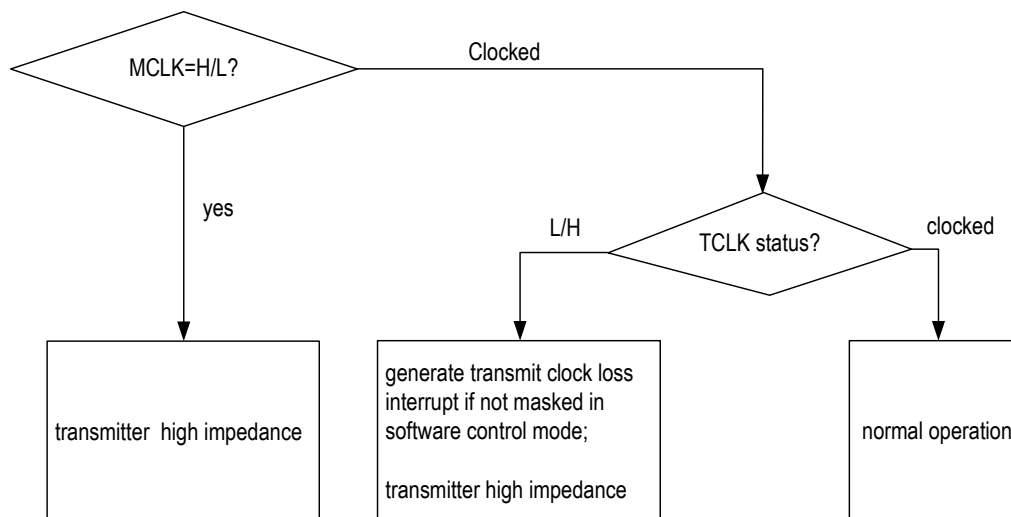 MCLK=H/L?
Clocked
yes
L/H
TCLK status?
clocked
transmitter  high impedance
generate transmit clock loss
interrupt if not masked in
software control mode;
transmitter high impedance
normal operation